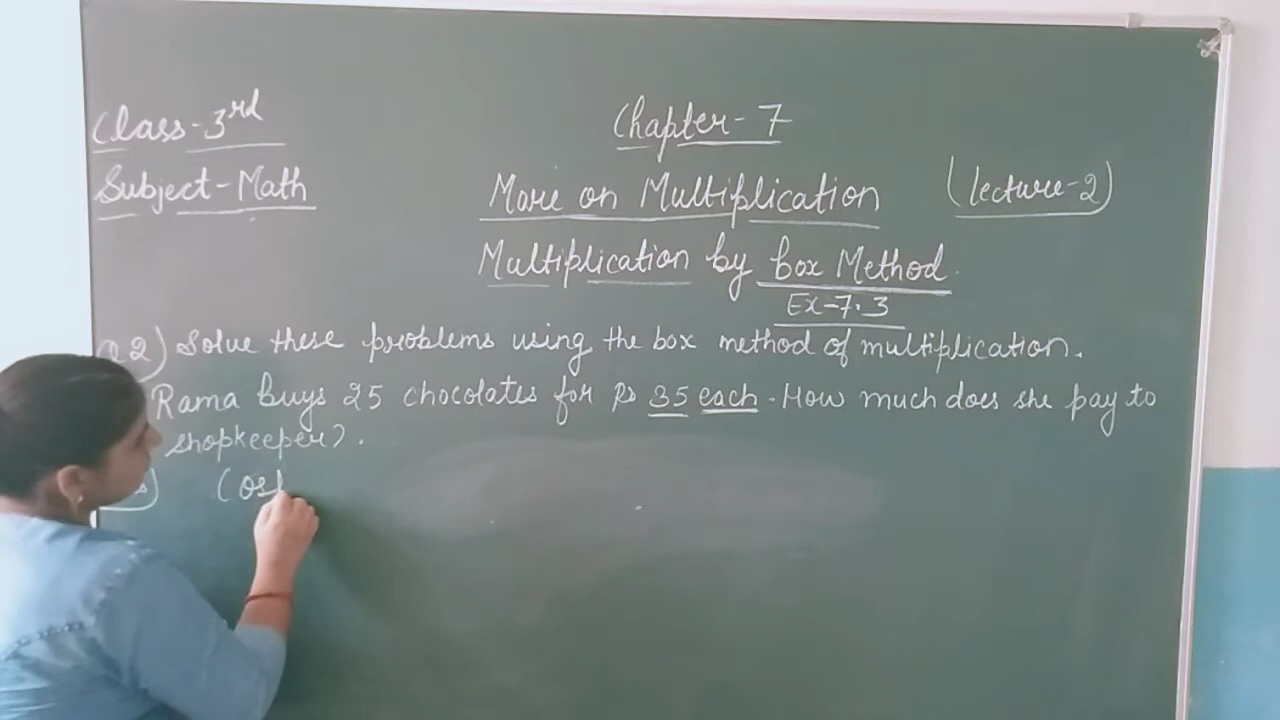 Class-3rd
Subject-Math
Chapter-7
More on Multiplication (lecture-2)
Multiplication by box Method.
Ex-7.3
Q2) Solve these problems using the box method of multiplication.
Rama buys 25 chocolates for Rs 35 each. How much does she pay to
shopkeeper?.